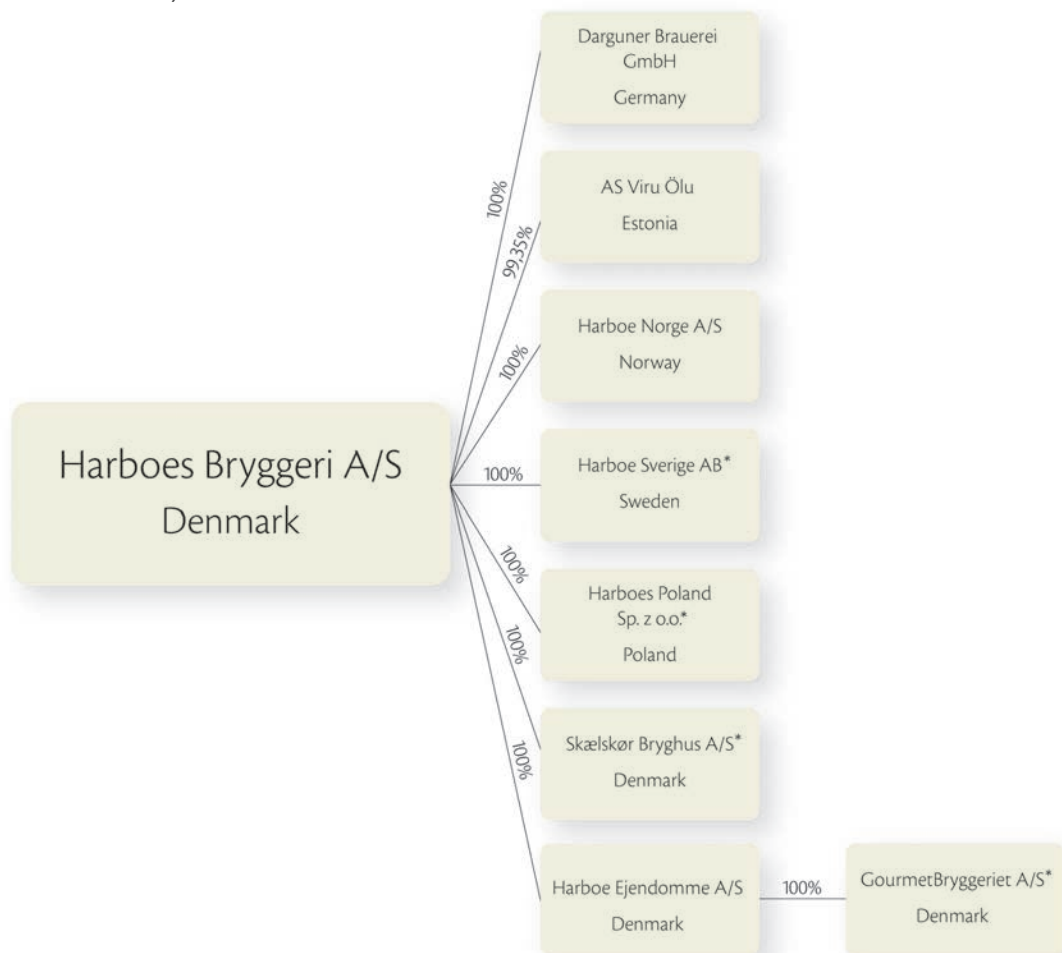 Darguner Brauerei
GmbH
Germany
100%
AS Viru Ölu
Estonia
99,35%
Harboe Norge A/S
Norway
100%
Harboes Bryggeri A/S
Denmark
100%
Harboe Sverige AB*
Sweden
100%
Harboes Poland
Sp. z o.o.*
Poland
100%
Skælskør Bryghus A/S*
Denmark
100%
Harboe Ejendomme A/S
Denmark
100%
GourmetBryggeriet A/S*
Denmark